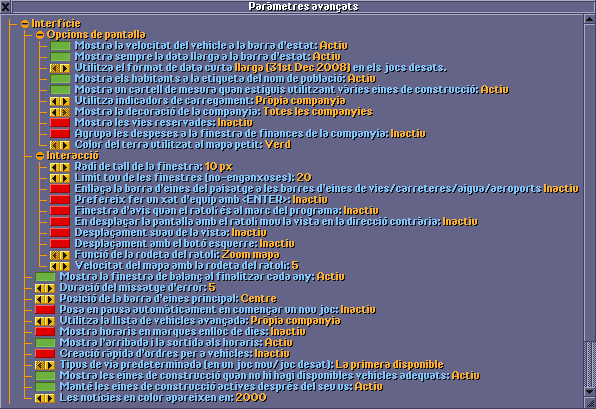 Paràmetres avançats
Interfície
Opcions de pantalla
Mostra la velocitat del vehicle a la barra d'estat: Actiu
Mostra sempre la data llarga a la barra d'estat: Actiu
Utilitza el format de data curta llarga (31st Dec 2008) en els jocs desats.
Mostra els habitants a la etiqueta del nom de població: Actiu
Mostra un cartell de mesura quan estiguis utilitzant vàries eines de construcció: Actiu
Utilitza indicadors de carregament: Pròpia companyia
Mostra la decoració de la companyia: Totes les companyies
Mostra les vies reservades: Inactiu
Agrupa les despeses a la finestra de finances de la companyia: Inactiu
Color del terra utilitzat al mapa petit: Verd
Interacció
Radi de tall de la finestra: 10 px
Limit tou de les finestres (no-enganxoses): 20
Enllaça la barra d'eines del paisatge a les barres d'eines de vies/carreteres/aigua/aeroports Inactiu
Prefereix fer un xat d'equip amb <ENTER>: Inactiu
Finestra d'avis quan el ratolí és al marc del programa: Inactiu
En desplaçar la pantalla amb el ratolí mou la vista en la direcció contrària: Inactiu
Desplaçament suau de la vista: Inactiu
Desplaçament amb el botó esquerre: Inactiu
Funció de la rodeta del ratolí: Zoom mapa
Velocitat del mapa amb la rodeta del ratolí: 5
Mostra la finestra de balanç al finalitzar cada any: Actiu
Duració del missatge d'error: 5
Posició de la barra d'eines principal: Centre
Posa en pausa automàticament en començar un nou joc: Inactiu
Utilitza la llista de vehicles avançada: Pròpia companyia
Mostra horaris en marques enlloc de dies: Inactiu
Mostra l'arribada i la sortida als horaris: Actiu
Creació ràpida d'ordres per a vehicles: Inactiu
Tipus de via predeterminada (en un joc nou/ joc desat): La primera disponible
Mostra les eines de construcció quan no hi hagi disponibles vehicles adequats: Actiu
Manté les eines de construcció actives després del seu us: Actiu
Les notícies en color apareixen en: 2000